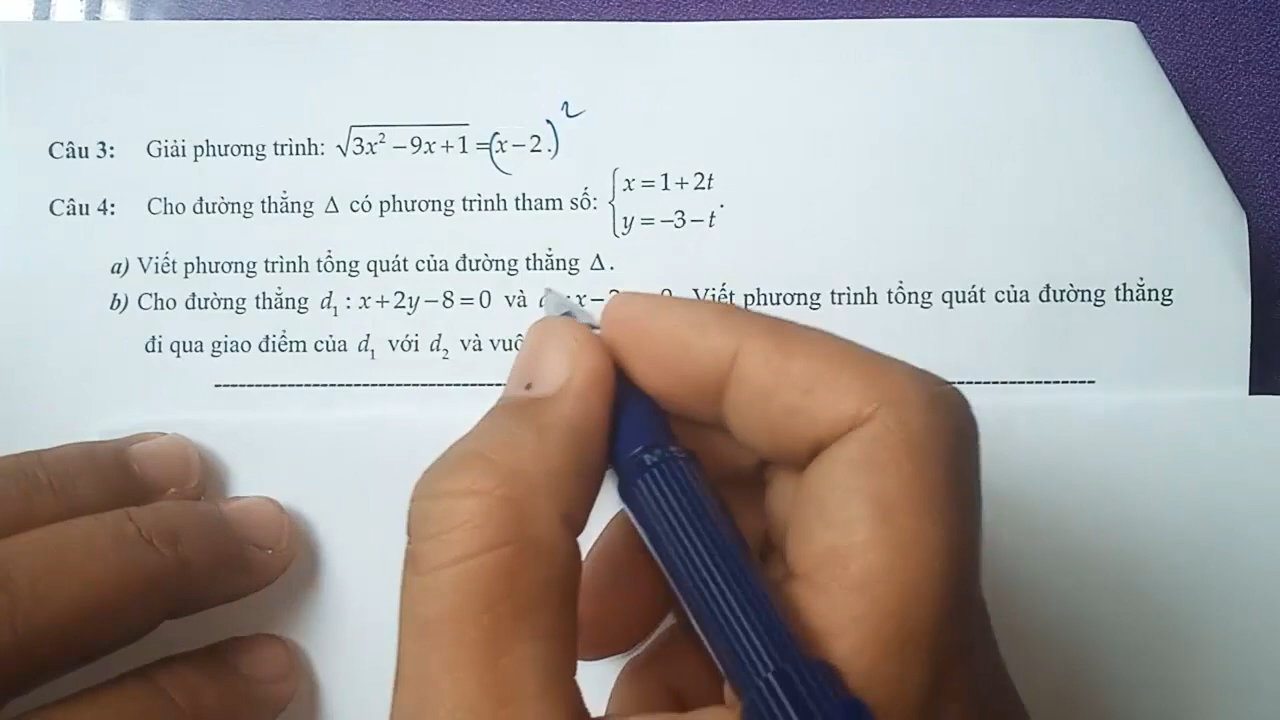 Câu 3: Giải phương trình: √(3x² − 9x + 1) = (x − 2.)²
Câu 4: Cho đường thẳng Δ có phương trình tham số: { x = 1 + 2t
y = −3 − t .
a) Viết phương trình tổng quát của đường thẳng Δ.
b) Cho đường thẳng d₁ : x + 2y − 8 = 0 và : x − Viết phương trình tổng quát của đường thẳng
đi qua giao điểm của d₁ với d₂ và